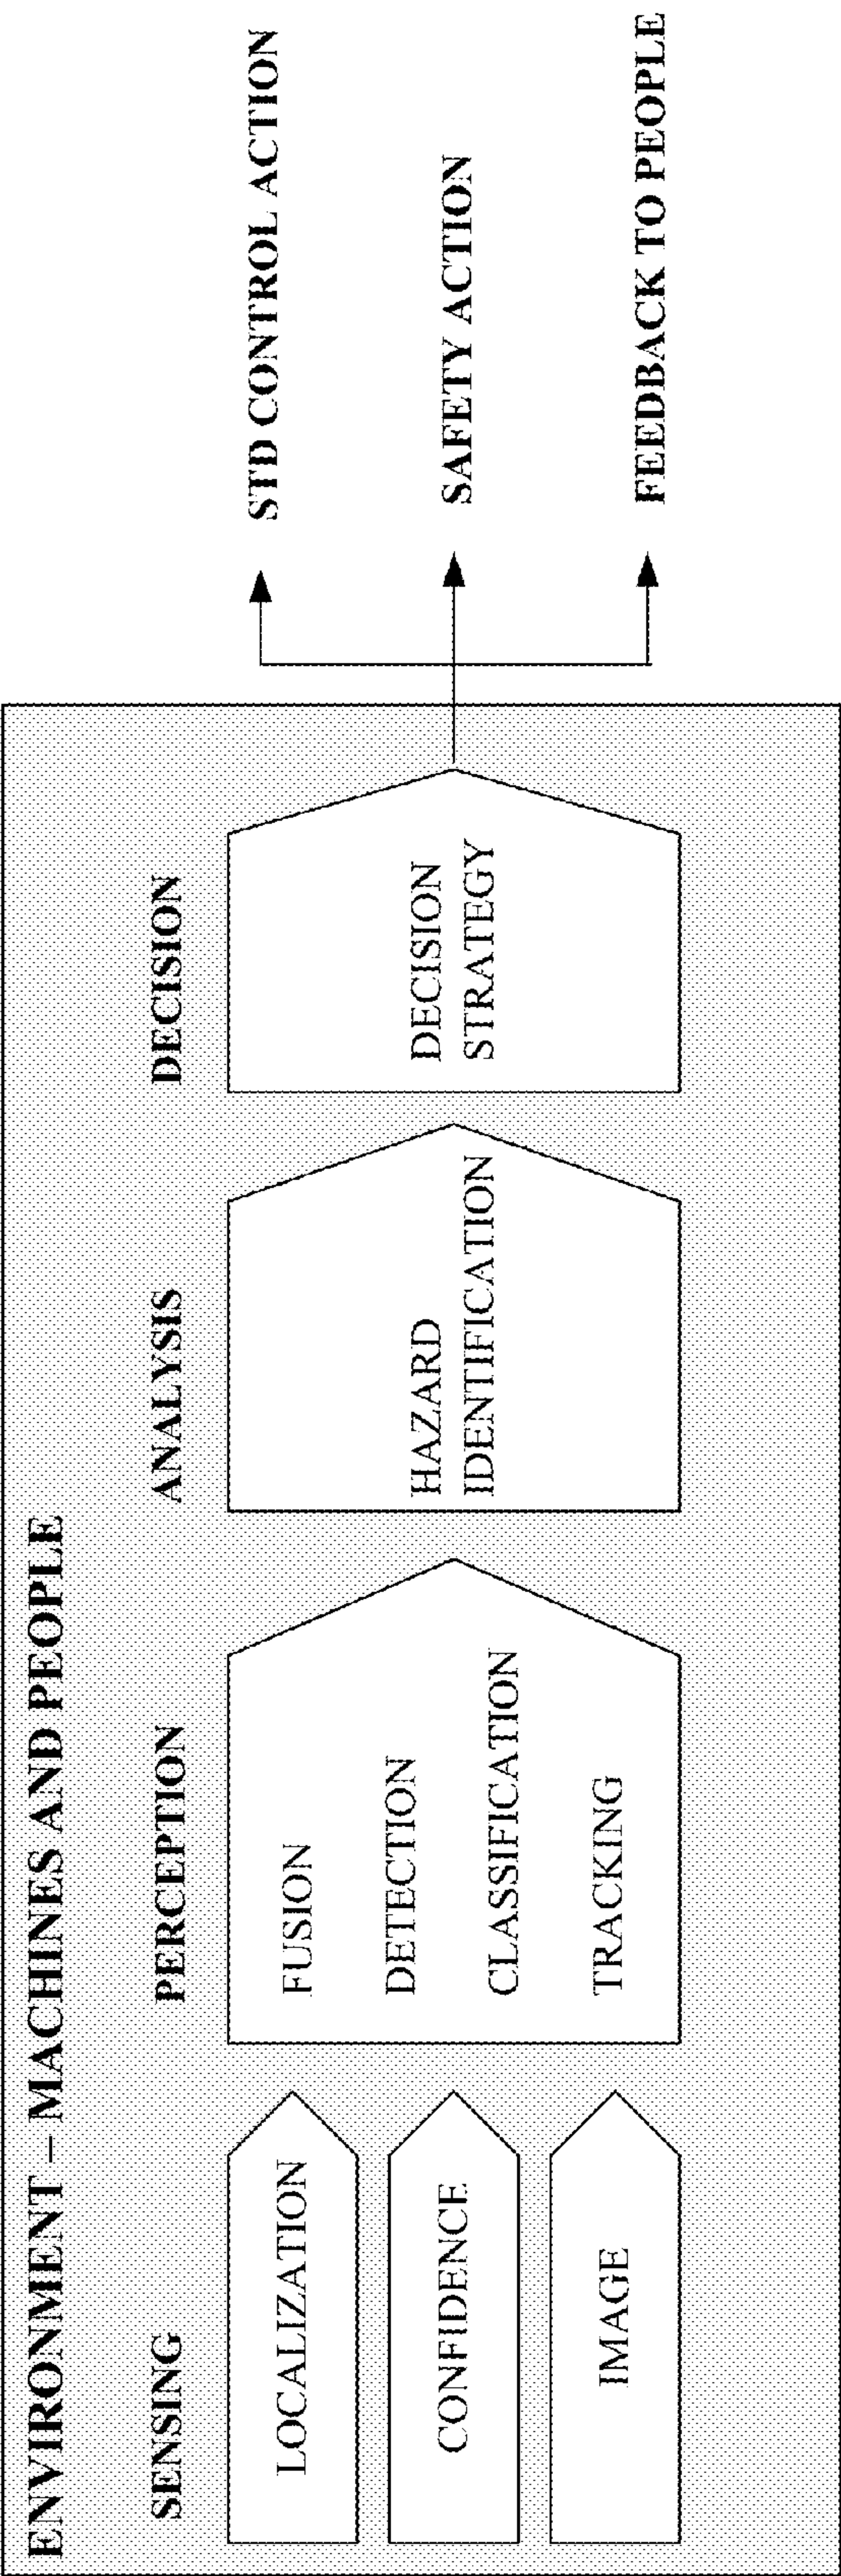 ENVIRONMENT – MACHINES AND PEOPLE
SENSING
LOCALIZATION
CONFIDENCE
IMAGE
PERCEPTION
FUSION
DETECTION
CLASSIFICATION
TRACKING
ANALYSIS
HAZARD
IDENTIFICATION
DECISION
DECISION
STRATEGY
STD CONTROL ACTION
SAFETY ACTION
FEEDBACK TO PEOPLE